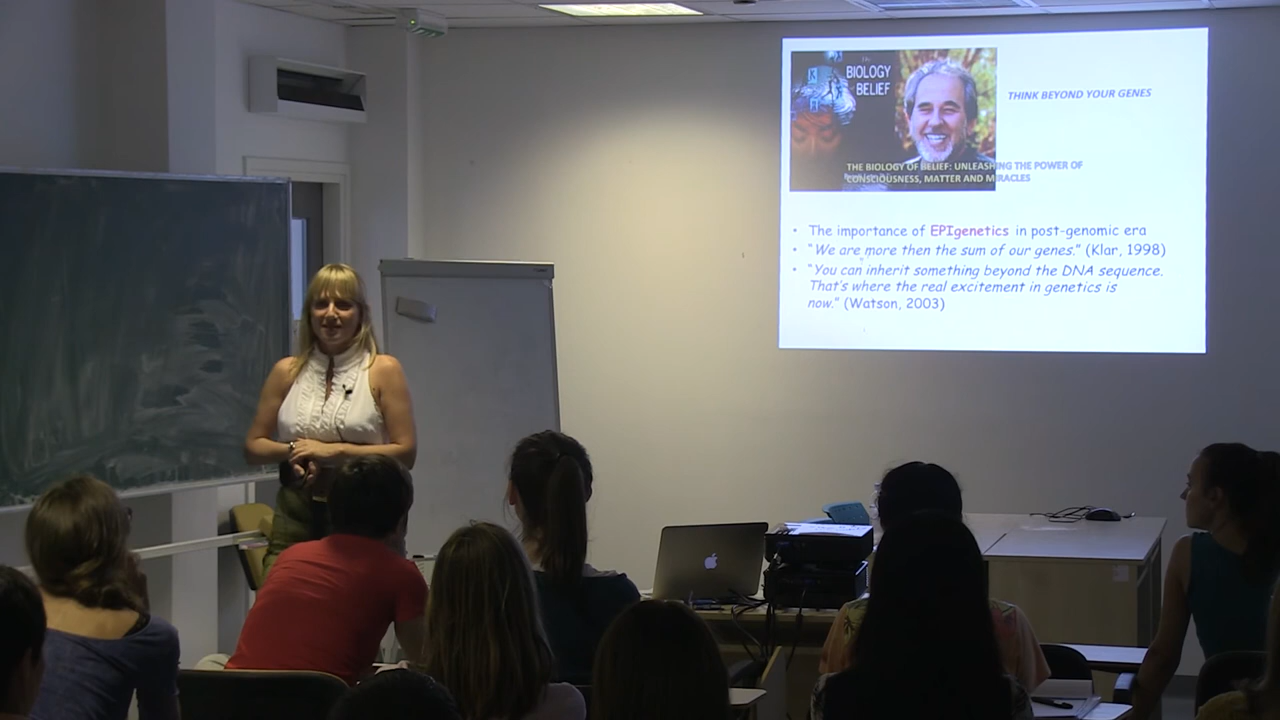 BIOLOGY
BELIEF
THINK BEYOND YOUR GENES
THE BIOLOGY OF BELIEF: UNLEASHING THE POWER OF
CONSCIOUSNESS, MATTER AND MIRACLES
• The importance of EPIgenetics in post-genomic era
• "We are more then the sum of our genes." (Klar, 1998)
• "You can inherit something beyond the DNA sequence.
That's where the real excitement in genetics is
now." (Watson, 2003)